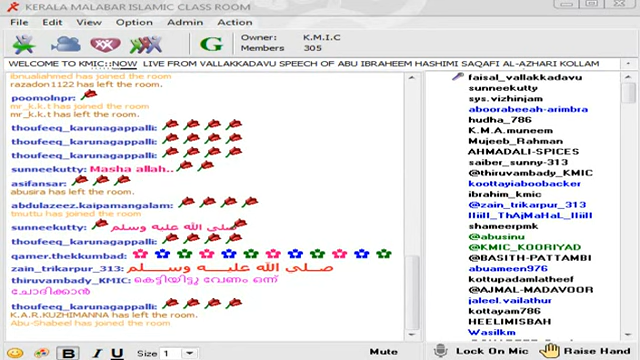 KERALA MALABAR ISLAMIC CLASS ROOM
File Edit View Option Admin Action
G
Owner: K.M.I.C
Members 305
WELCOME TO KMIC::NOW LIVE FROM VALLAKKADAVU SPEECH OF ABU IBRAHEEM HASHIMI SAQAFI AL-AZHARI KOLLAM
ibnualiahmed has joined the room
razadon1122 has left the room.
poomolnpr:
mr_k.k.t has joined the room
mr_k.k.t has left the room.
thoufeeq_karunagappalli:
thoufeeq_karunagappalli:
thoufeeq_karunagappalli:
sunneekutty: Masha allah..
asifansar:
abusira has left the room.
abdulazeez.kaipamangalam:
tmuttu has joined the room
sunneekutty: صلى الله عليه وسلم
thoufeeq_karunagappalli:
qamer.thekkumbad:
zain_trikarpur_313: صلى الله عليه وسلم
thiruvambady_KMIC: കെട്ടിയിട്ടു വേണം ഒന്ന്
ചോദിക്കാൻ
thoufeeq_karunagappalli:
K.A.R.KUZHIMANNA has left the room.
Abu-Shabeel has joined the room
faisal_vallakkadavu
sunneekutty
sys.vizhinjam
aboorabeeah-arimbra
hudha_786
K.M.A.muneem
Mujeeb_Rahman
AHMADALI-SPICES
saiber_sunny-313
@thiruvambady_KMIC
koottayiaboobacker
ibrahim_kmic
@zain_trikarpur_313
lIiilI_ThAjMaHaL_IliilI
shameerpmk
@abusinu
@KMIC_KOORIYAD
@BASITH-PATTAMBI
abuameen976
kottupadamlatheef
@AJMAL-MADAVOOR
jaleel.vailathur
kottayam786
HEELIMISBAH
Wasilkm
B I U Size 1 Mute Lock On Mic Raise Hand